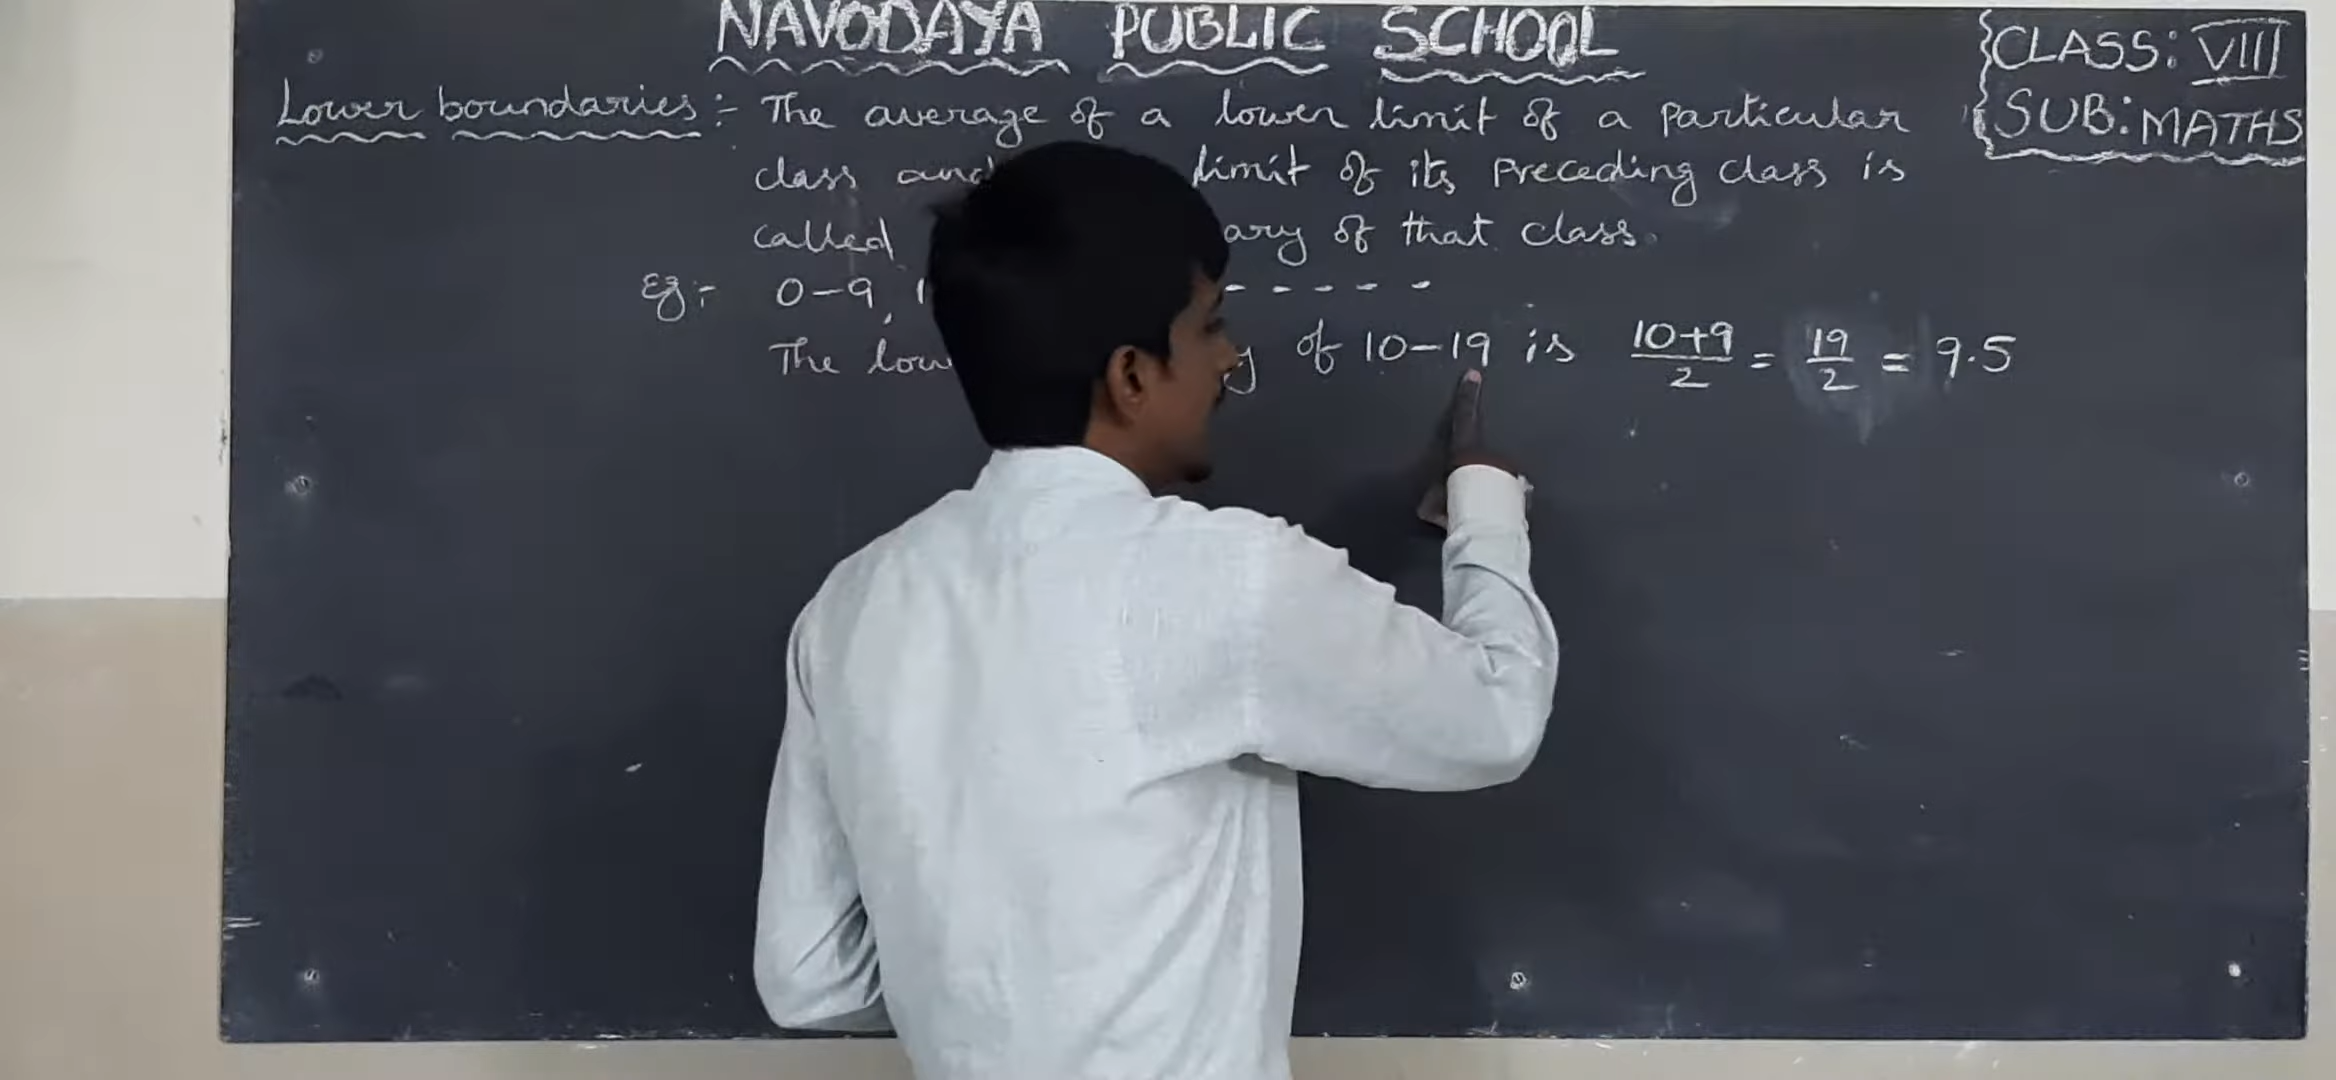 NAVODAYA PUBLIC SCHOOL
CLASS: VIII
SUB: MATHS
Lower boundaries :- The average of a lower limit of a particular
class and limit of its preceding class is
called of that class.
Eg:- 0-9, - - - - -
The of 10-19 is 10+9/2 = 19/2 = 9.5